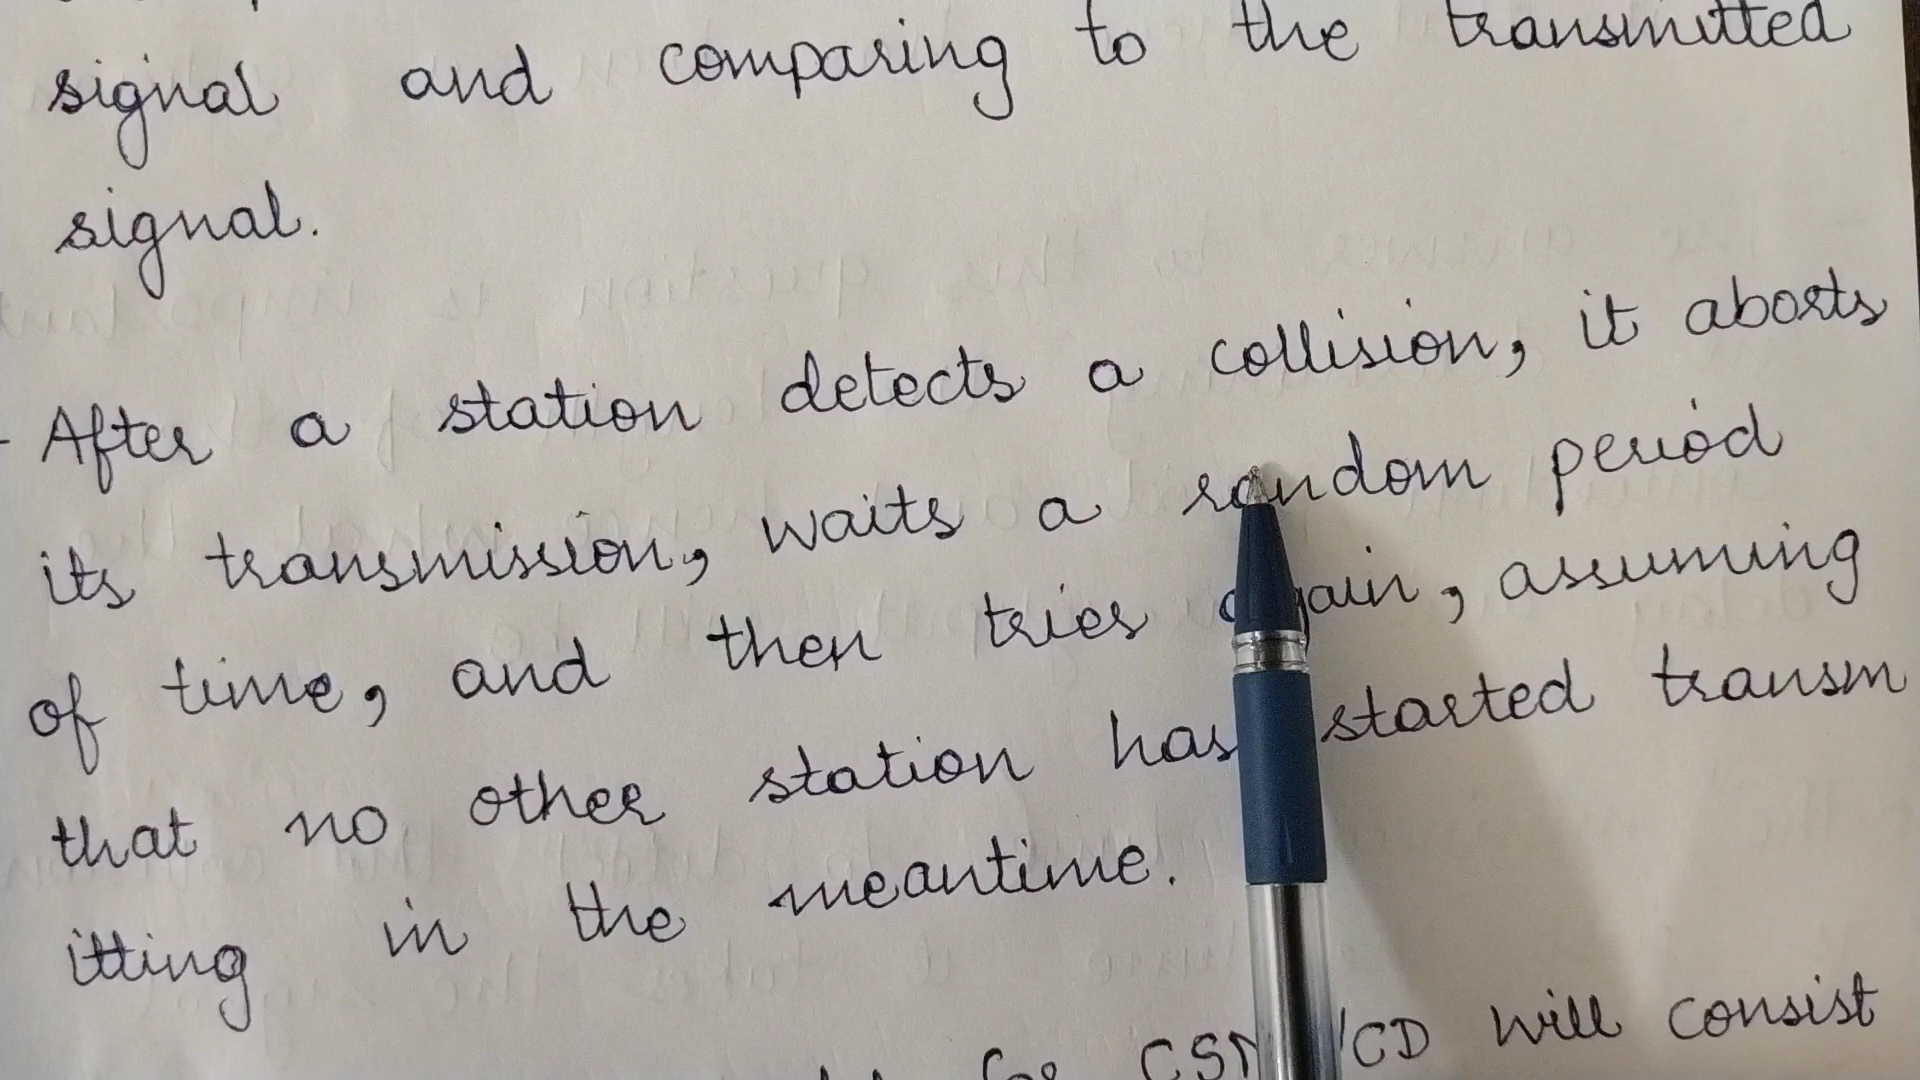 signal and comparing to the transmitted
signal.
- After a station detects a collision, it aborts
its transmission, waits a random period
of time, and then tries again, assuming
that no other station has started transm
itting in the meantime.
for CSM/CD will consist